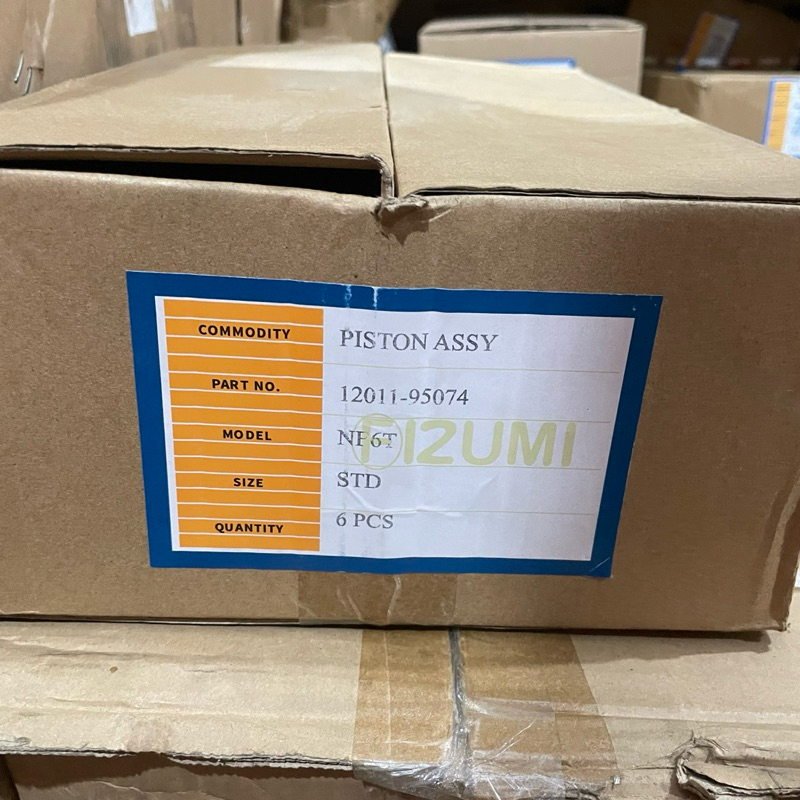 COMMODITY PISTON ASSY
PART NO. 12011-95074
MODEL NE6T
FIZUMI
SIZE STD
QUANTITY 6 PCS